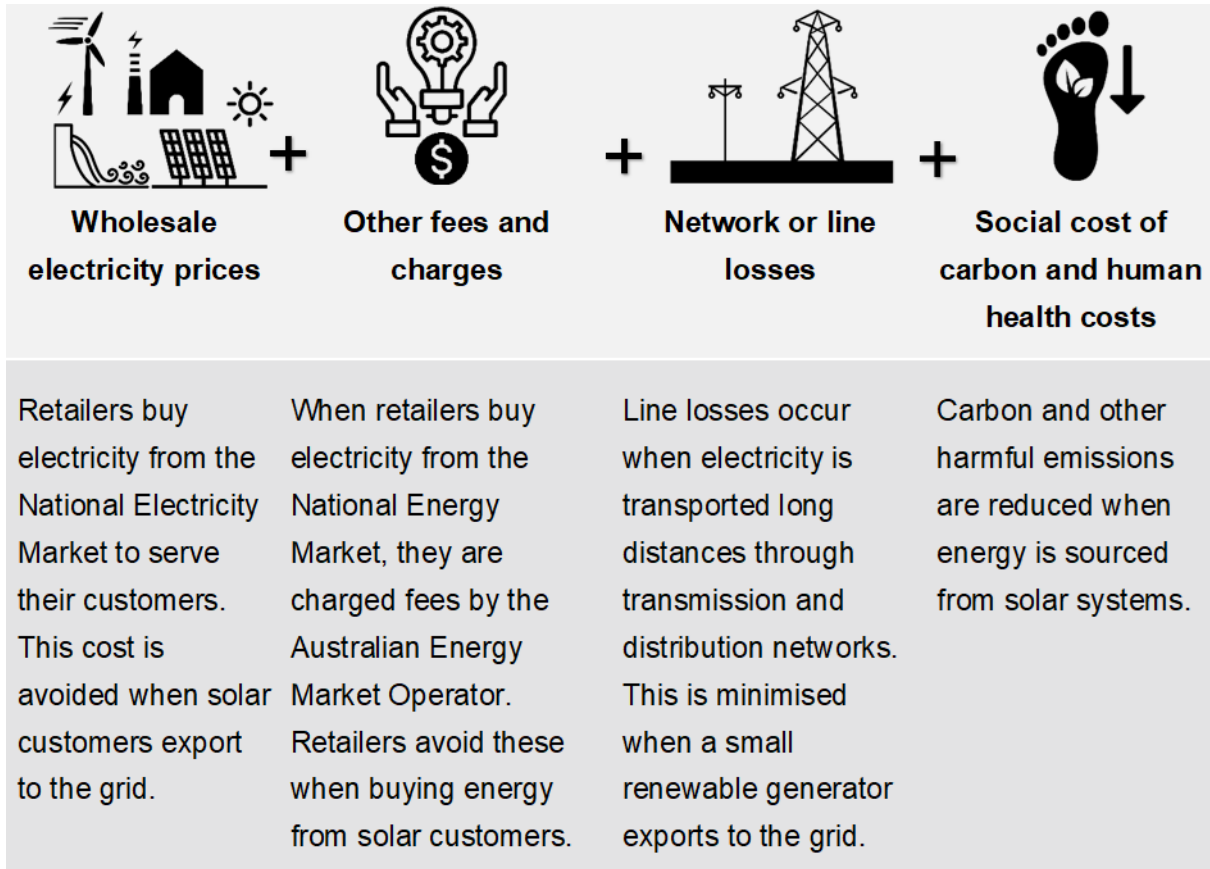 Wholesale
electricity prices
Other fees and
charges
Network or line
losses
Social cost of
carbon and human
health costs
Retailers buy
electricity from the
National Electricity
Market to serve
their customers.
This cost is
avoided when solar
customers export
to the grid.
When retailers buy
electricity from the
National Energy
Market, they are
charged fees by the
Australian Energy
Market Operator.
Retailers avoid these
when buying energy
from solar customers.
Line losses occur
when electricity is
transported long
distances through
transmission and
distribution networks.
This is minimised
when a small
renewable generator
exports to the grid.
Carbon and other
harmful emissions
are reduced when
energy is sourced
from solar systems.